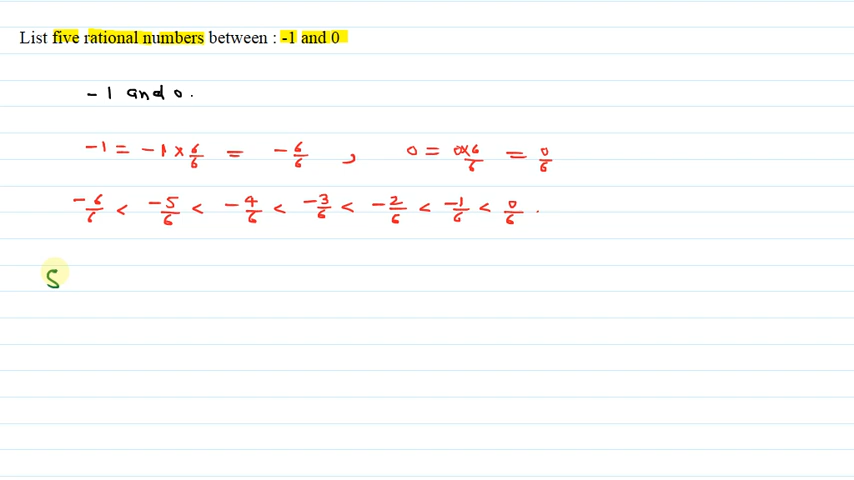 List five rational numbers between : -1 and 0
-1 and 0.
-1 = -1 × 6/6 = -6/6 , 0 = 0×6/6 = 0/6
-6/6 < -5/6 < -4/6 < -3/6 < -2/6 < -1/6 < 0/6 .
S